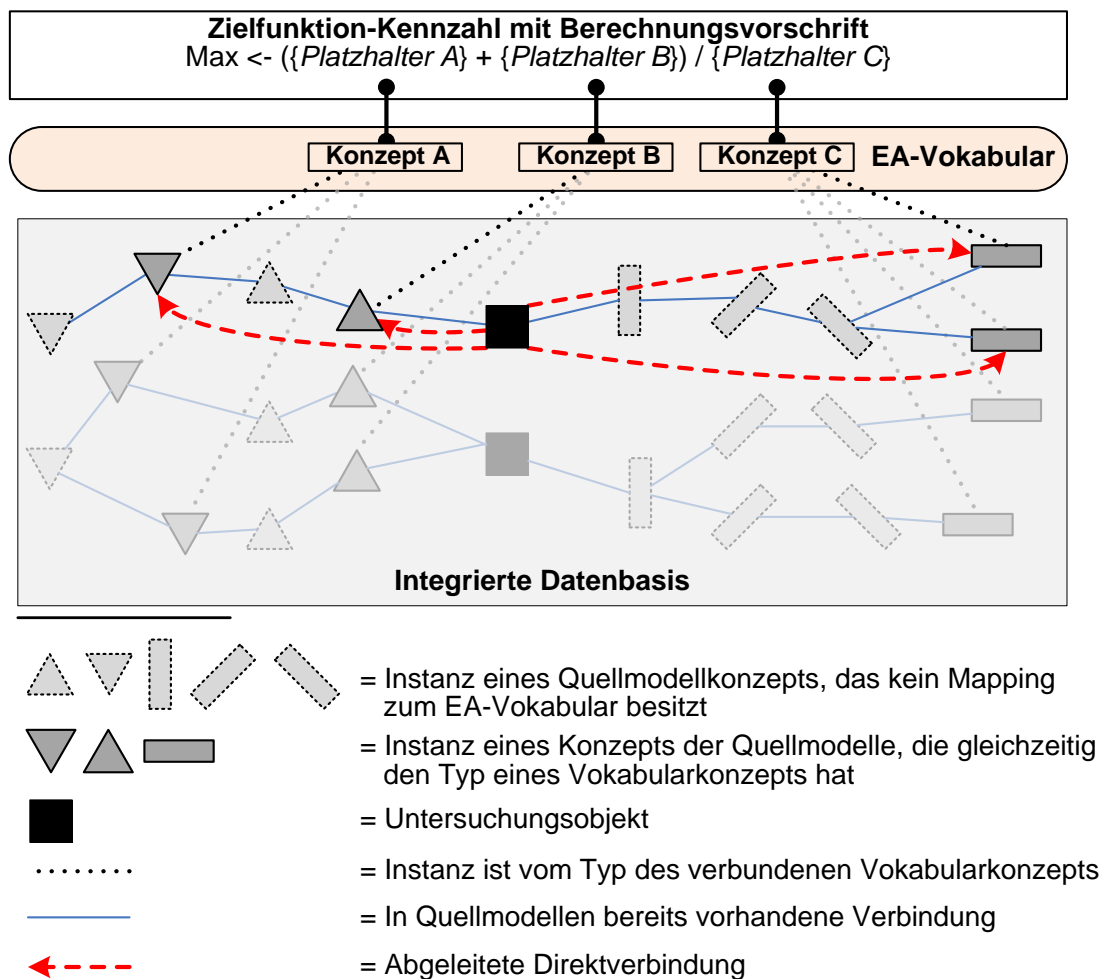 Zielfunktion-Kennzahl mit Berechnungsvorschrift
Max <- ({Platzhalter A} + {Platzhalter B}) / {Platzhalter C}
Konzept A
Konzept B
Konzept C
EA-Vokabular
Integrierte Datenbasis
= Instanz eines Quellmodellkonzepts, das kein Mapping
zum EA-Vokabular besitzt
= Instanz eines Konzepts der Quellmodelle, die gleichzeitig
den Typ eines Vokabularkonzepts hat
= Untersuchungsobjekt
= Instanz ist vom Typ des verbundenen Vokabularkonzepts
= In Quellmodellen bereits vorhandene Verbindung
= Abgeleitete Direktverbindung